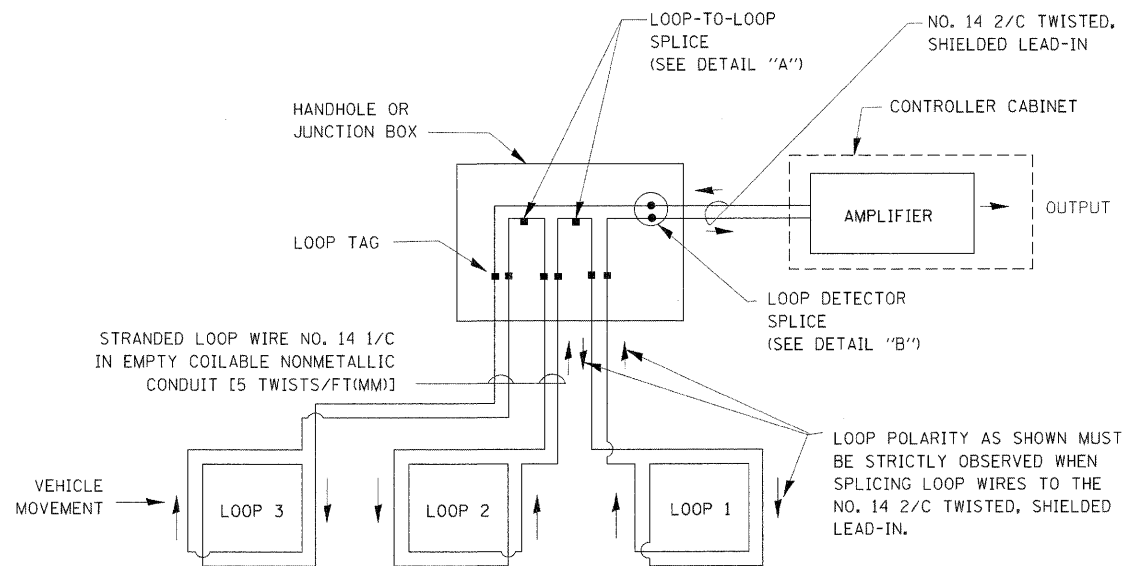 LOOP-TO-LOOP
SPLICE
(SEE DETAIL "A")
NO. 14 2/C TWISTED,
SHIELDED LEAD-IN
HANDHOLE OR
JUNCTION BOX
CONTROLLER CABINET
AMPLIFIER
OUTPUT
LOOP TAG
LOOP DETECTOR
SPLICE
(SEE DETAIL "B")
STRANDED LOOP WIRE NO. 14 1/C
IN EMPTY COILABLE NONMETALLIC
CONDUIT [5 TWISTS/FT(MM)]
LOOP POLARITY AS SHOWN MUST
BE STRICTLY OBSERVED WHEN
SPLICING LOOP WIRES TO THE
NO. 14 2/C TWISTED, SHIELDED
LEAD-IN.
VEHICLE
MOVEMENT
LOOP 3
LOOP 2
LOOP 1